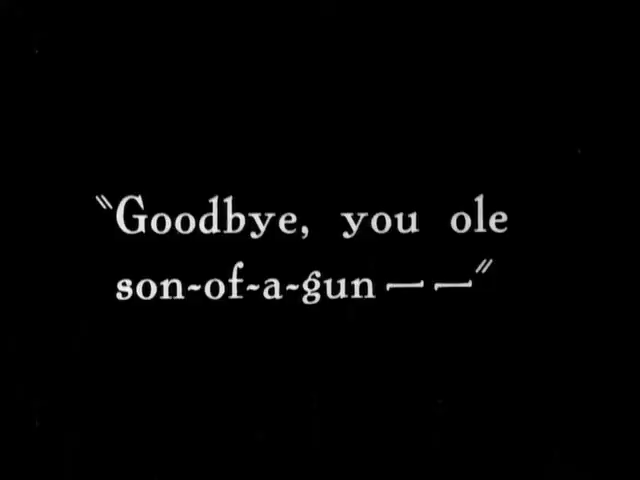 "Goodbye, you ole
son-of-a-gun — —"